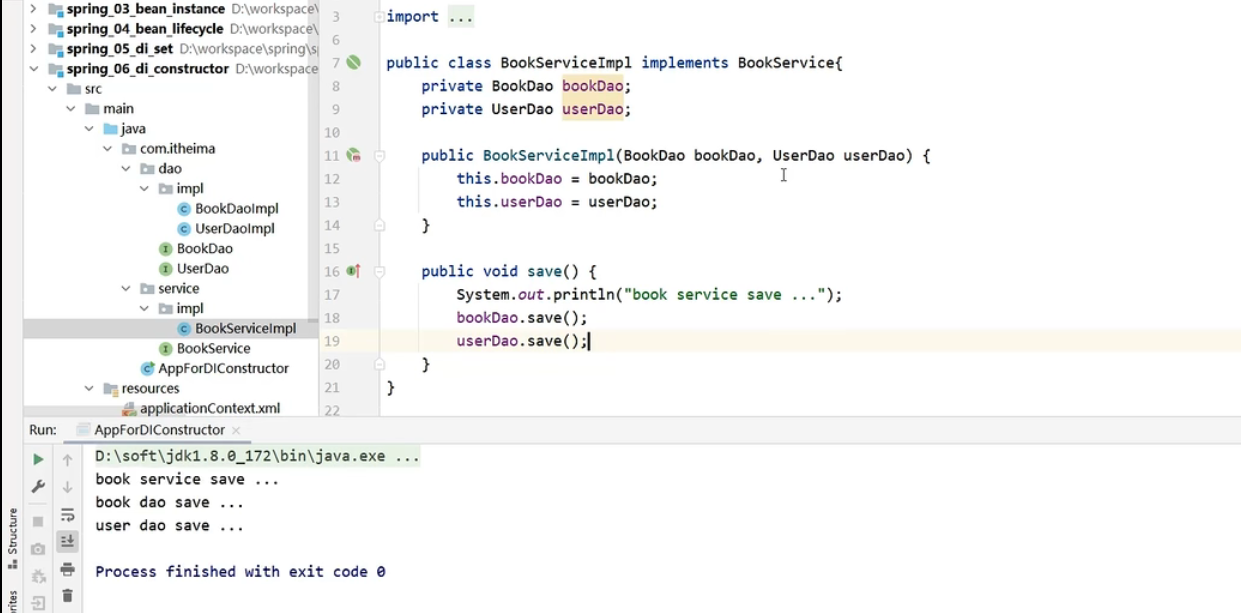 spring_03_bean_instance D:\workspace\
spring_04_bean_lifecycle D:\workspace\
spring_05_di_set D:\workspace\spring\s
spring_06_di_constructor D:\workspace
src
main
java
com.itheima
dao
impl
BookDaoImpl
UserDaoImpl
BookDao
UserDao
service
impl
BookServiceImpl
BookService
AppForDIConstructor
resources
applicationContext.xml
3 import ...
6
7 public class BookServiceImpl implements BookService{
8 private BookDao bookDao;
9 private UserDao userDao;
10
11 public BookServiceImpl(BookDao bookDao, UserDao userDao) {
12 this.bookDao = bookDao;
13 this.userDao = userDao;
14 }
15
16 public void save() {
17 System.out.println("book service save ...");
18 bookDao.save();
19 userDao.save();
20 }
21 }
22
Run: AppForDIConstructor
D:\soft\jdk1.8.0_172\bin\java.exe ...
book service save ...
book dao save ...
user dao save ...
Process finished with exit code 0
Structure